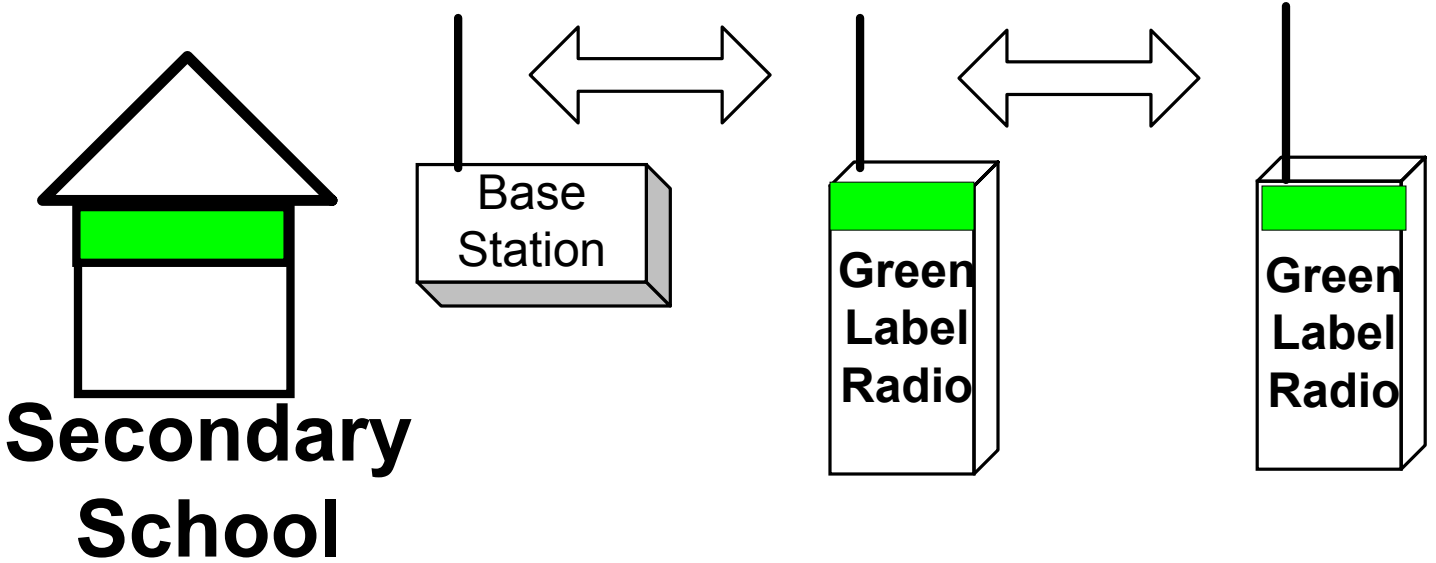 Base
Station
Green
Label
Radio
Green
Label
Radio
Secondary
School